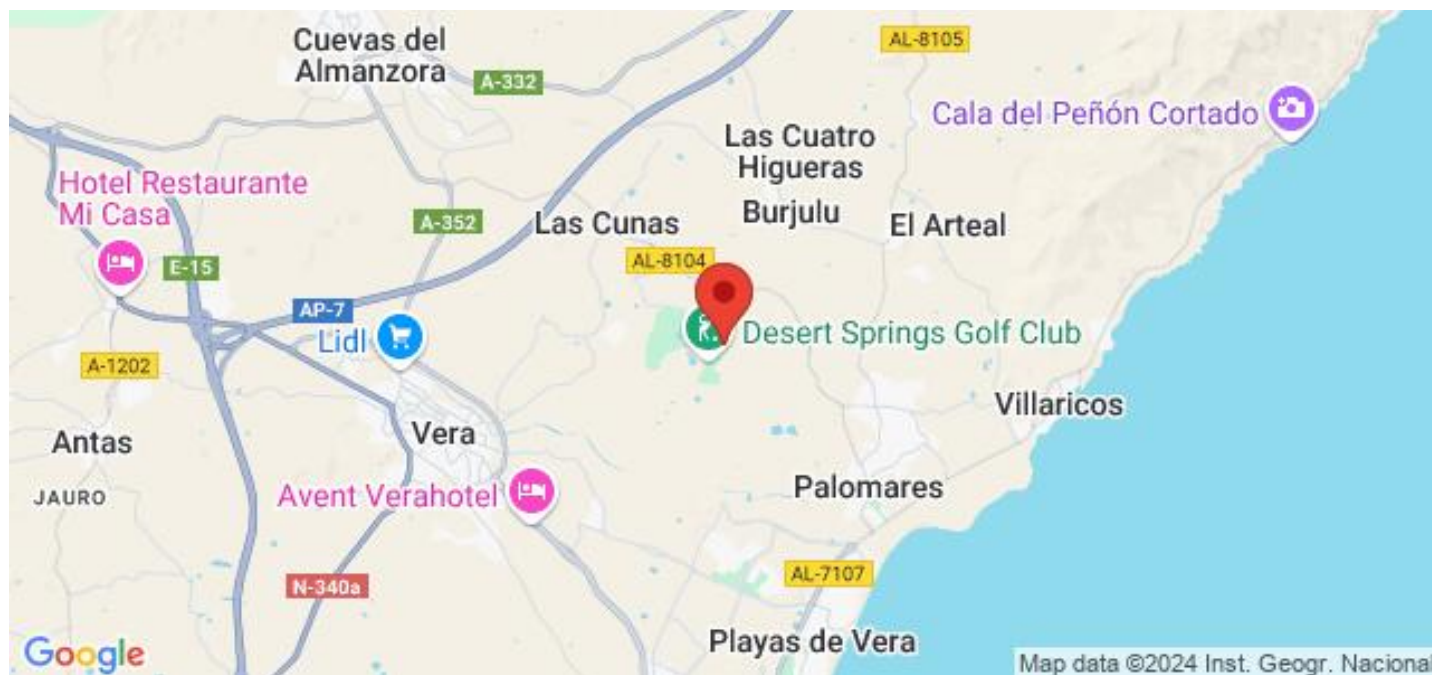 Cuevas del
Almanzora
AL-8105
A-332
Cala del Peñón Cortado
Las Cuatro
Higueras
Hotel Restaurante
Mi Casa
A-352
Las Cunas
Burjulu
El Arteal
AL-8104
E-15
AP-7
Lidl
Desert Springs Golf Club
A-1202
Villaricos
Antas
Vera
JAURO
Avent Verahotel
Palomares
N-340a
AL-7107
Playas de Vera
Google
Map data ©2024 Inst. Geogr. Nacional